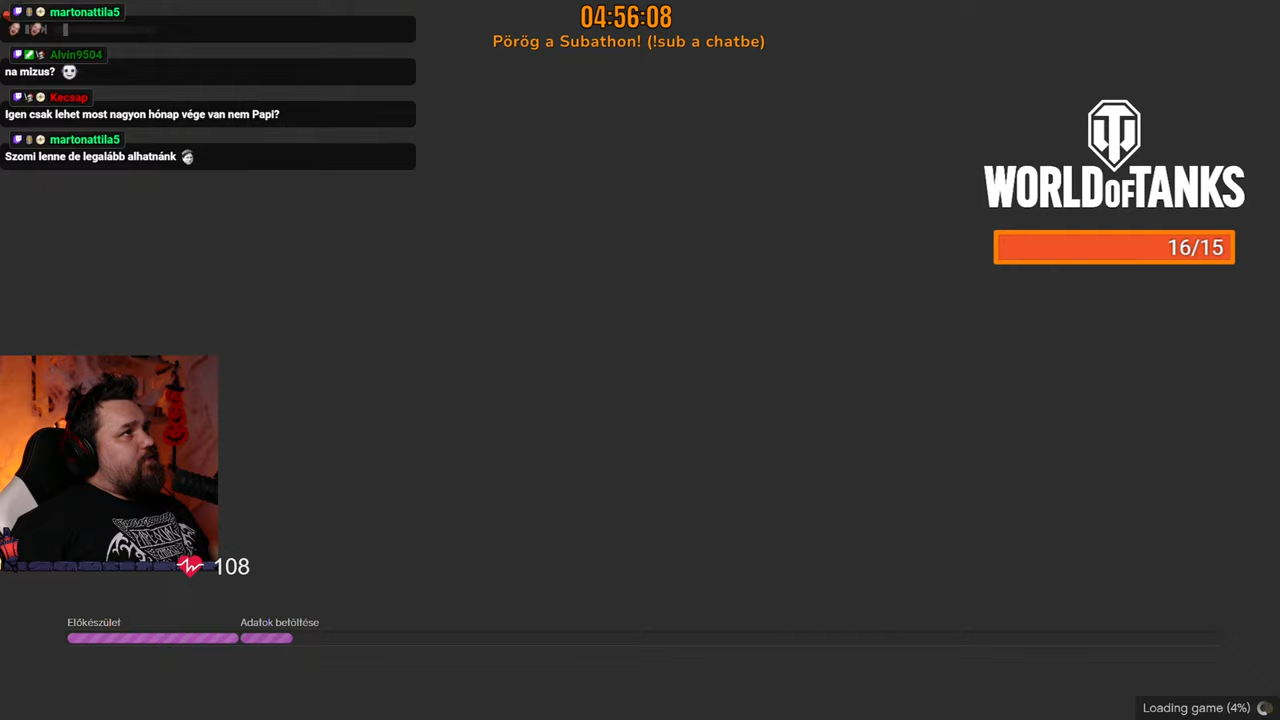 martonattila5
Alvin9504
na mizus?
Kecsap
Igen csak lehet most nagyon hónap vége van nem Papi?
martonattila5
Szomi lenne de legalább alhatnánk
04:56:08
Pörög a Subathon! (!sub a chatbe)
WORLD OF TANKS
16/15
108
Előkészület
Adatok betöltése
Loading game (4%)